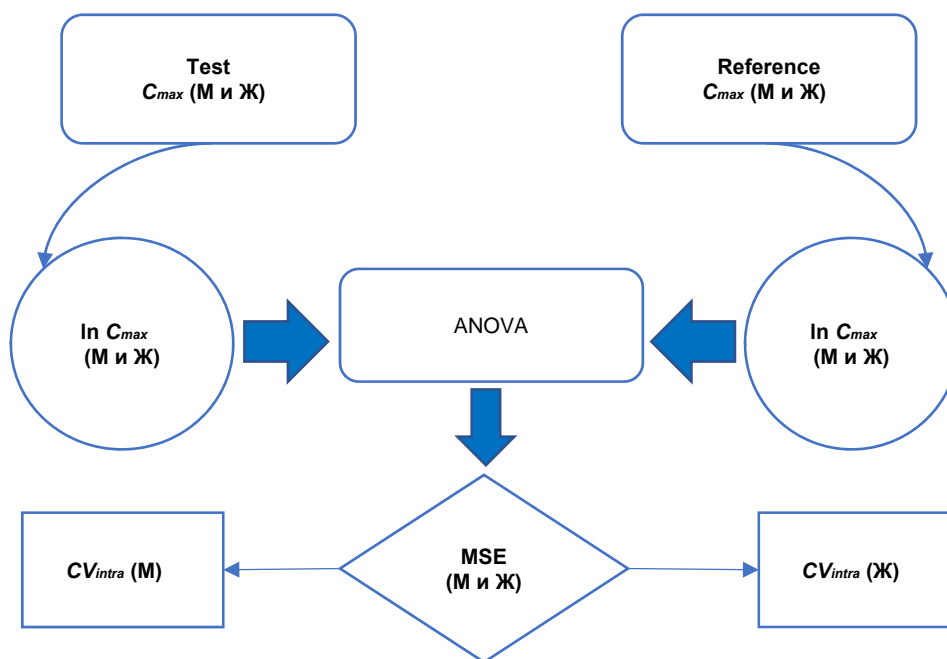 Test
Cmax (М и Ж)
Reference
Cmax (М и Ж)
ln Cmax
(М и Ж)
ANOVA
ln Cmax
(М и Ж)
CVintra (М)
MSE
(М и Ж)
CVintra (Ж)